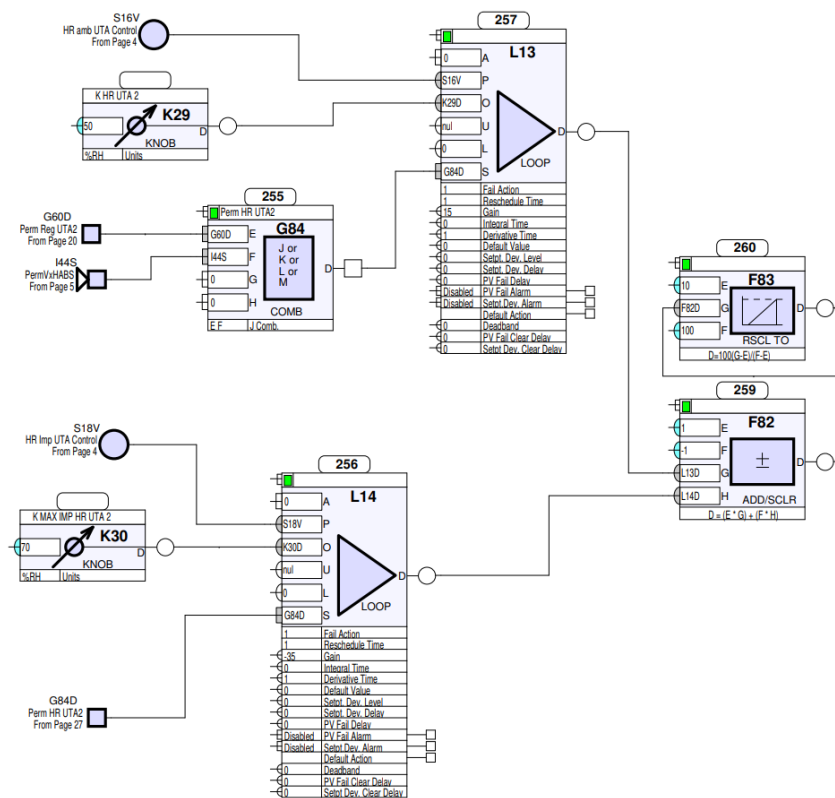 S16V
HR amb UTA Control
From Page 4
K HR UTA 2
K29
50
D
KNOB
%RH Units
257
L13
0 A
S16V P
K29D O
nul U
0 L
G84D S
D
LOOP
1 Fail Action
1 Reschedule Time
15 Gain
0 Integral Time
1 Derivative Time
0 Default Value
0 Setpt. Dev. Level
0 Setpt. Dev. Delay
0 PV Fail Delay
Disabled PV Fail Alarm
Disabled Setpt.Dev. Alarm
Default Action
0 Deadband
0 PV Fail Clear Delay
0 Setpt Dev. Clear Delay
255
Perm HR UTA2
G84
G60D
Perm Reg UTA2
From Page 20
I44S
PermVxHABS
From Page 5
G60D E
I44S F
0 G
0 H
J or
K or
L or
M
D
COMB
E F J Comb.
260
F83
10 E
F82D G
100 F
D
RSCL TO
D=100(G-E)/(F-E)
259
F82
1 E
-1 F
L13D G
L14D H
±
D
ADD/SCLR
D = (E * G) + (F * H)
S18V
HR Imp UTA Control
From Page 4
K MAX IMP HR UTA 2
K30
70
D
KNOB
%RH Units
256
L14
0 A
S18V P
K30D O
nul U
0 L
G84D S
D
LOOP
1 Fail Action
1 Reschedule Time
-35 Gain
0 Integral Time
1 Derivative Time
0 Default Value
0 Setpt. Dev. Level
0 Setpt. Dev. Delay
0 PV Fail Delay
Disabled PV Fail Alarm
Disabled Setpt.Dev. Alarm
Default Action
0 Deadband
0 PV Fail Clear Delay
0 Setpt Dev. Clear Delay
G84D
Perm HR UTA2
From Page 27